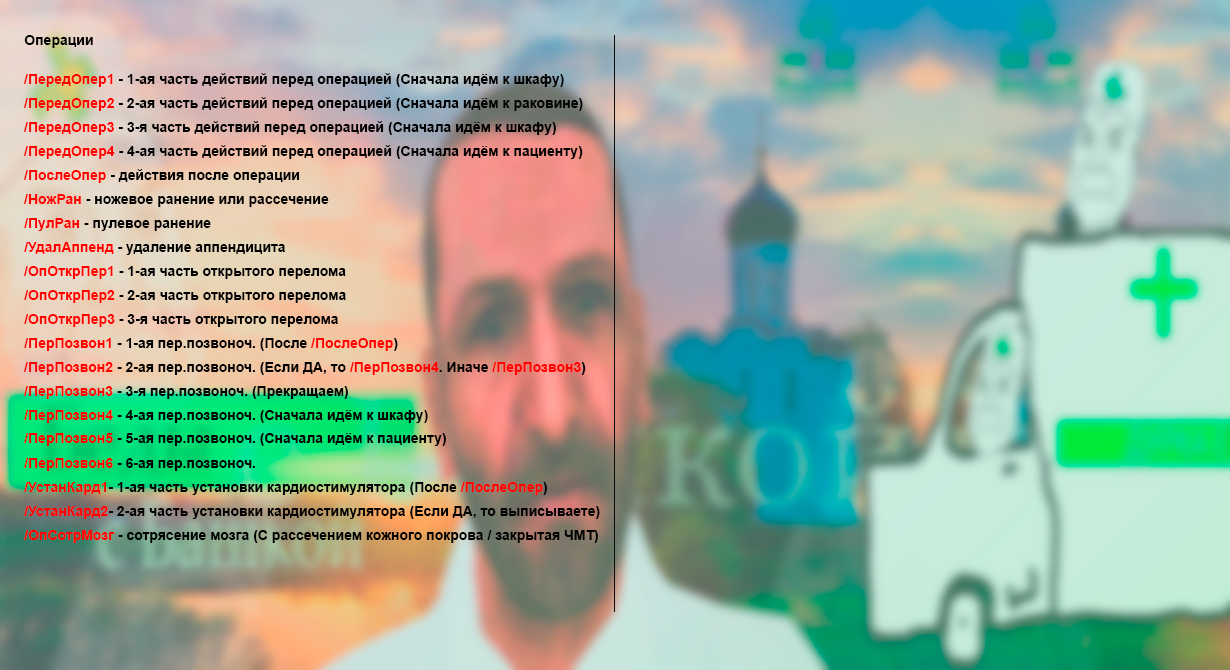 Операции
/ПередОпер1 - 1-ая часть действий перед операцией (Сначала идём к шкафу)
/ПередОпер2 - 2-ая часть действий перед операцией (Сначала идём к раковине)
/ПередОпер3 - 3-я часть действий перед операцией (Сначала идём к шкафу)
/ПередОпер4 - 4-ая часть действий перед операцией (Сначала идём к пациенту)
/ПослеОпер - действия после операции
/НожРан - ножевое ранение или рассечение
/ПулРан - пулевое ранение
/УдалАппенд - удаление аппендицита
/ОпОткрПер1 - 1-ая часть открытого перелома
/ОпОткрПер2 - 2-ая часть открытого перелома
/ОпОткрПер3 - 3-я часть открытого перелома
/ПерПозвон1 - 1-ая пер.позвоноч. (После /ПослеОпер)
/ПерПозвон2 - 2-ая пер.позвоноч. (Если ДА, то /ПерПозвон4. Иначе /ПерПозвон3)
/ПерПозвон3 - 3-я пер.позвоноч. (Прекращаем)
/ПерПозвон4 - 4-ая пер.позвоноч. (Сначала идём к шкафу)
/ПерПозвон5 - 5-ая пер.позвоноч. (Сначала идём к пациенту)
/ПерПозвон6 - 6-ая пер.позвоноч.
/УстанКард1- 1-ая часть установки кардиостимулятора (После /ПослеОпер)
/УстанКард2- 2-ая часть установки кардиостимулятора (Если ДА, то выписываете)
/ОпСотрМозг - сотрясение мозга (С рассечением кожного покрова / закрытая ЧМТ)